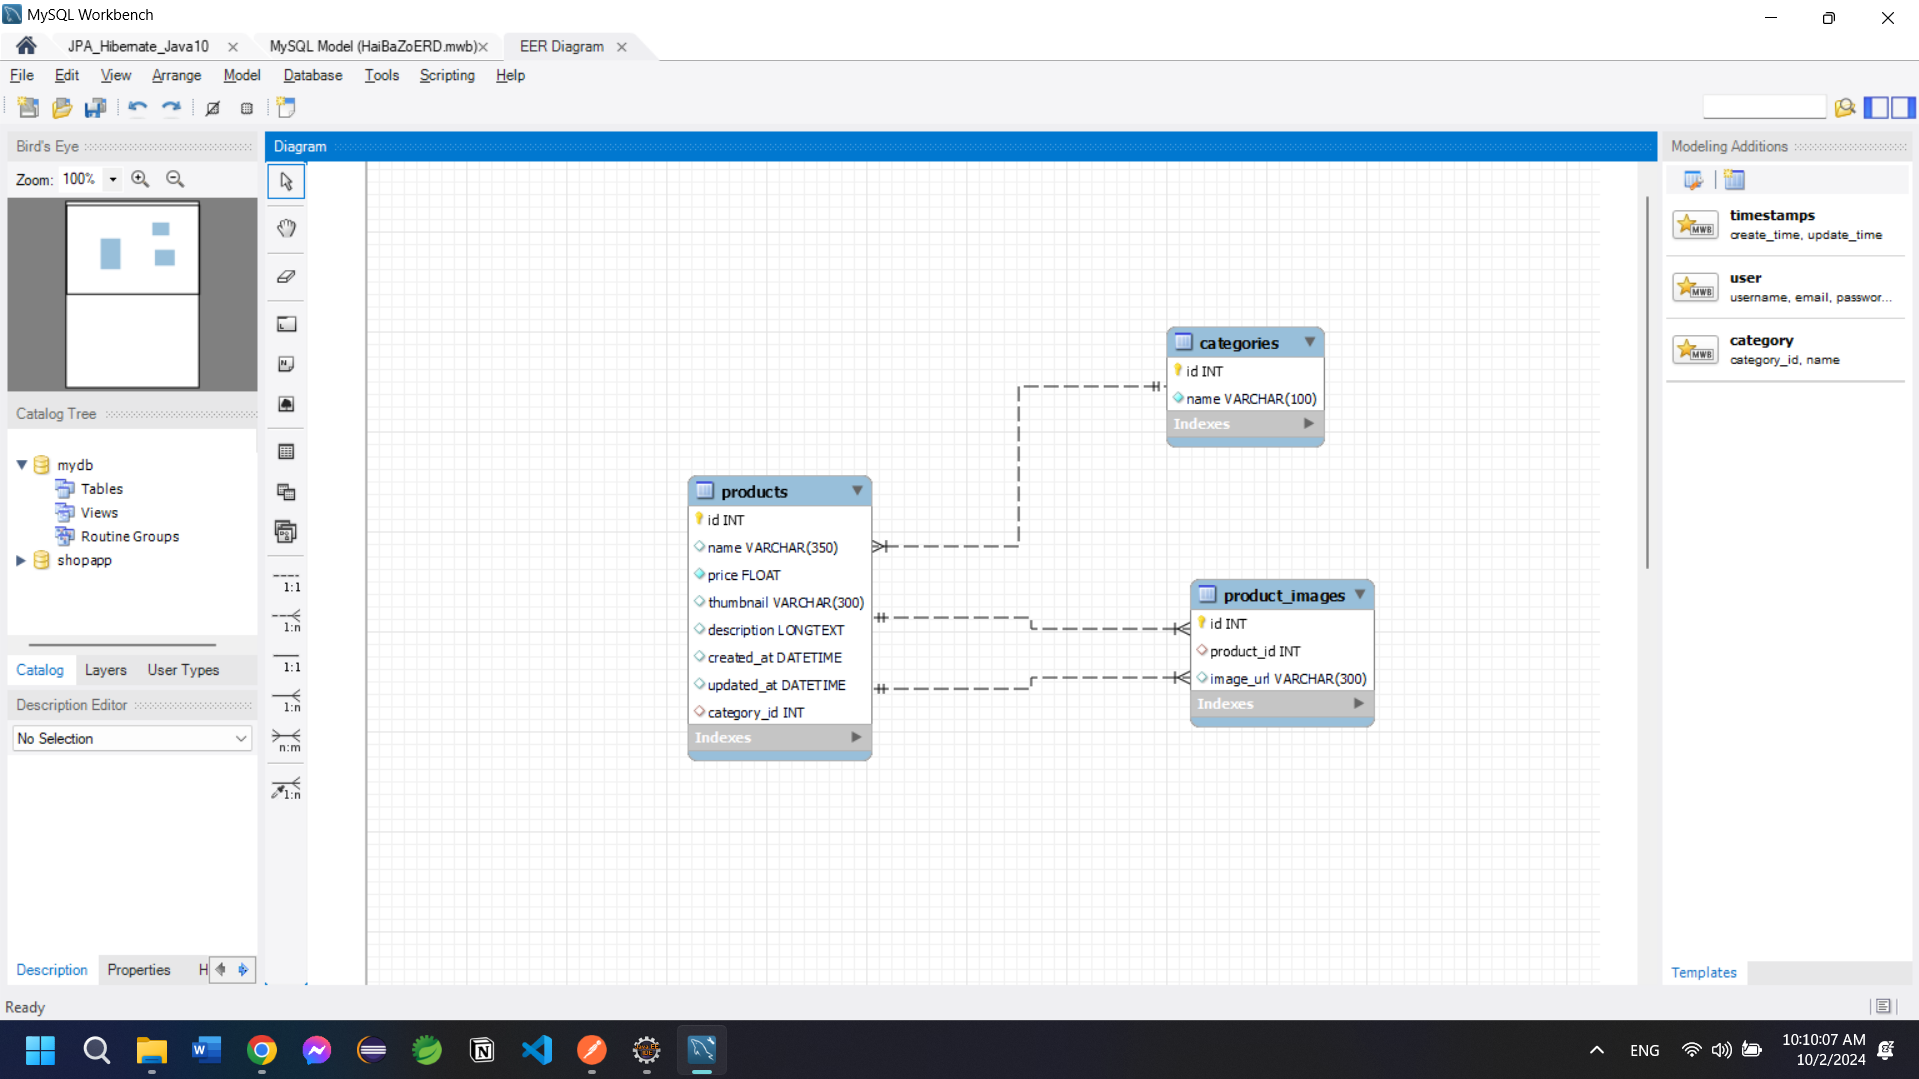 MySQL Workbench
JPA_Hibernate_Java10
MySQL Model (HaiBaZoERD.mwb)
EER Diagram
File Edit View Arrange Model Database Tools Scripting Help
Bird's Eye
Zoom: 100%
Catalog Tree
mydb
Tables
Views
Routine Groups
shopapp
Catalog Layers User Types
Description Editor
No Selection
Description Properties H
Ready
Diagram
1:1
1:n
1:1
1:n
n:m
1:n
categories
id INT
name VARCHAR(100)
Indexes
products
id INT
name VARCHAR(350)
price FLOAT
thumbnail VARCHAR(300)
description LONGTEXT
created_at DATETIME
updated_at DATETIME
category_id INT
Indexes
product_images
id INT
product_id INT
image_url VARCHAR(300)
Indexes
Modeling Additions
MWB
timestamps
create_time, update_time
MWB
user
username, email, passwor...
MWB
category
category_id, name
Templates
ENG
10:10:07 AM
10/2/2024